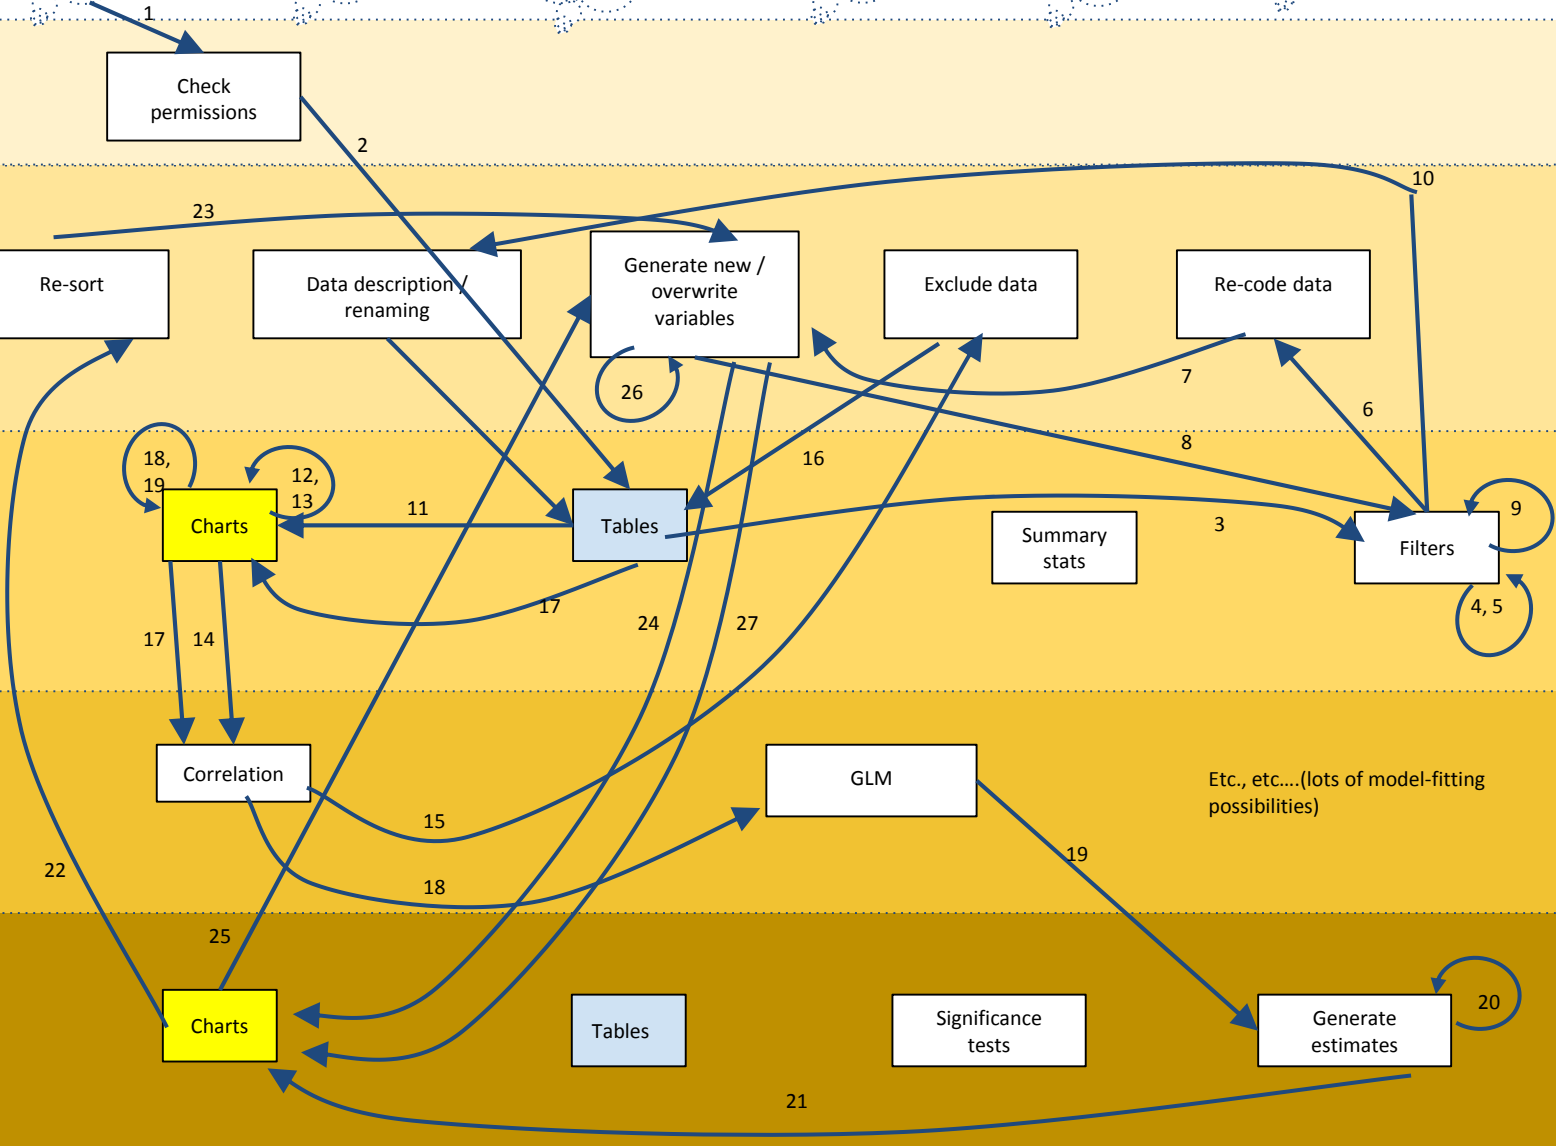 1
Check
permissions
2
10
23
Re-sort
Data description /
renaming
Generate new /
overwrite
variables
Exclude data
Re-code data
7
26
6
8
18,
19
12,
13
16
11
3
9
Charts
Tables
Summary
stats
Filters
4, 5
17
17
14
24
27
Correlation
GLM
Etc., etc....(lots of model-fitting
possibilities)
15
19
22
18
25
20
Charts
Tables
Significance
tests
Generate
estimates
21